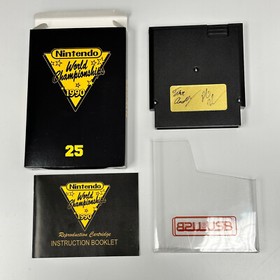 Nintendo
World
Championships
1990
25
Nintendo
World
Championships
1990
Reproduction Cartridge
INSTRUCTION BOOKLET